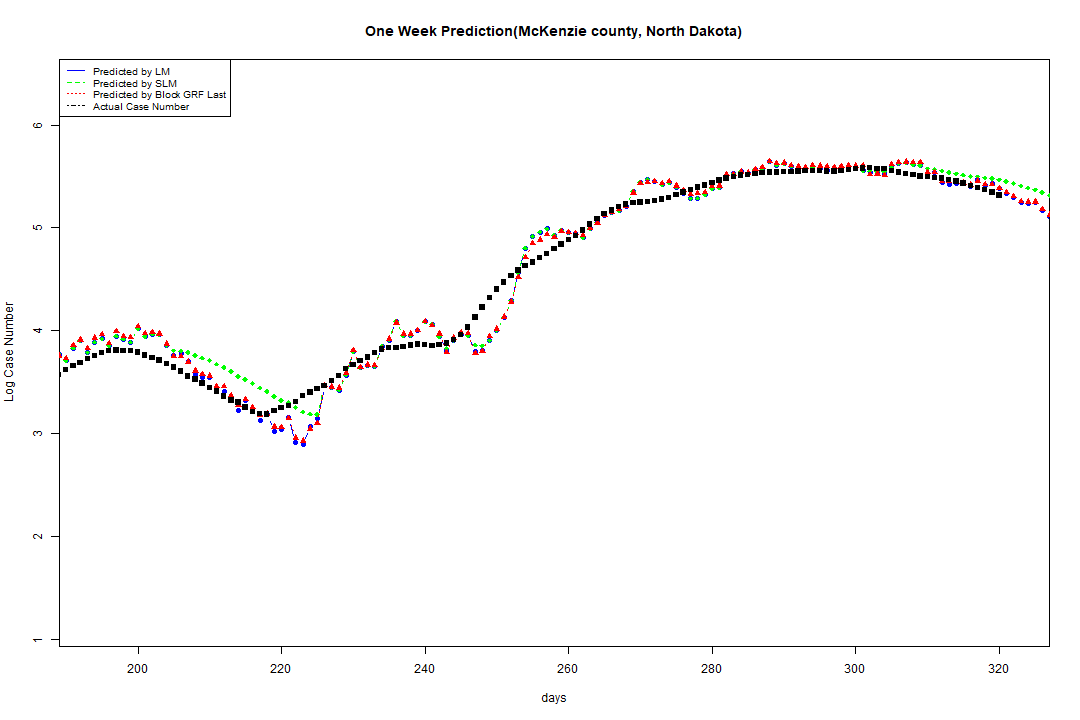 One Week Prediction(McKenzie county, North Dakota)
Predicted by LM
Predicted by SLM
Predicted by Block GRF Last
Actual Case Number
6
5
4
3
2
1
Log Case Number
200 220 240 260 280 300 320
days